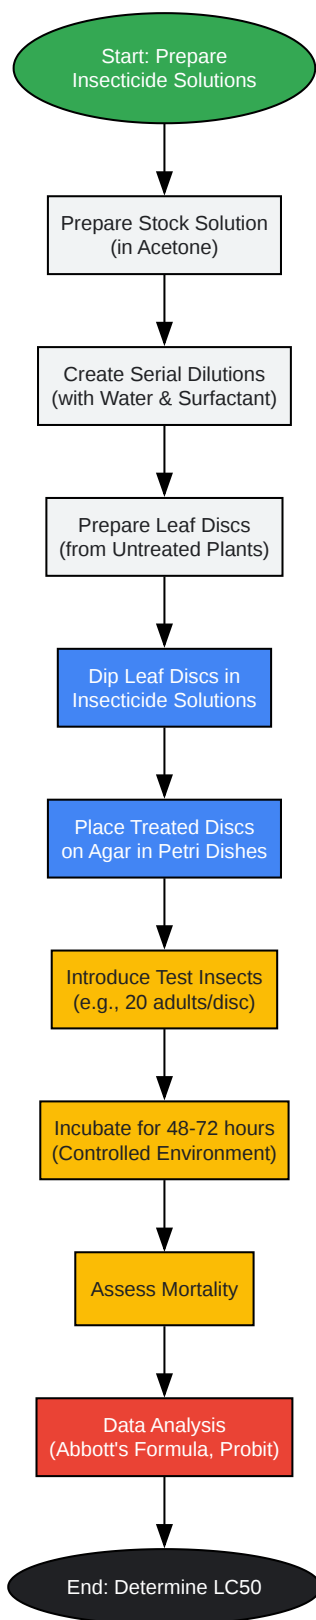 Start: Prepare
Insecticide Solutions
Prepare Stock Solution
(in Acetone)
Create Serial Dilutions
(with Water & Surfactant)
Prepare Leaf Discs
(from Untreated Plants)
Dip Leaf Discs in
Insecticide Solutions
Place Treated Discs
on Agar in Petri Dishes
Introduce Test Insects
(e.g., 20 adults/disc)
Incubate for 48-72 hours
(Controlled Environment)
Assess Mortality
Data Analysis
(Abbott's Formula, Probit)
End: Determine LC50